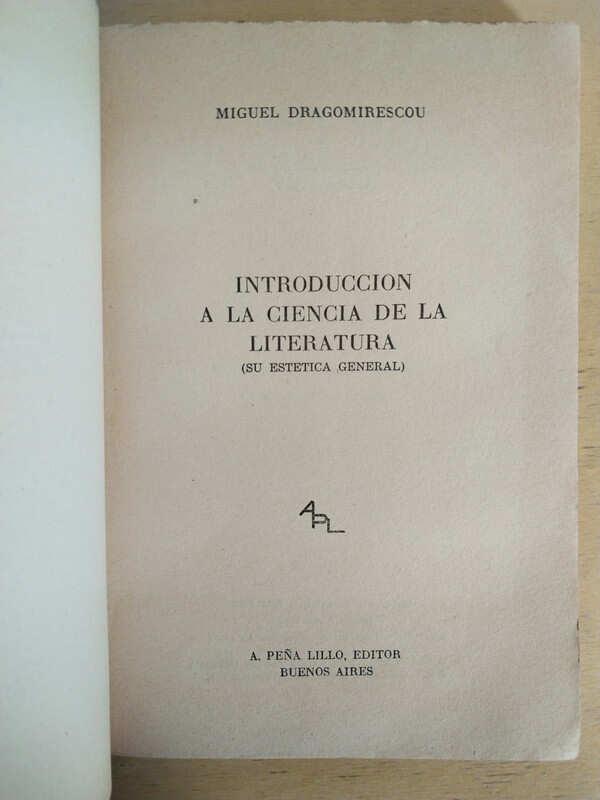 MIGUEL DRAGOMIRESCOU
INTRODUCCION
A LA CIENCIA DE LA
LITERATURA
(SU ESTETICA GENERAL)
APL
A. PEÑA LILLO, EDITOR
BUENOS AIRES